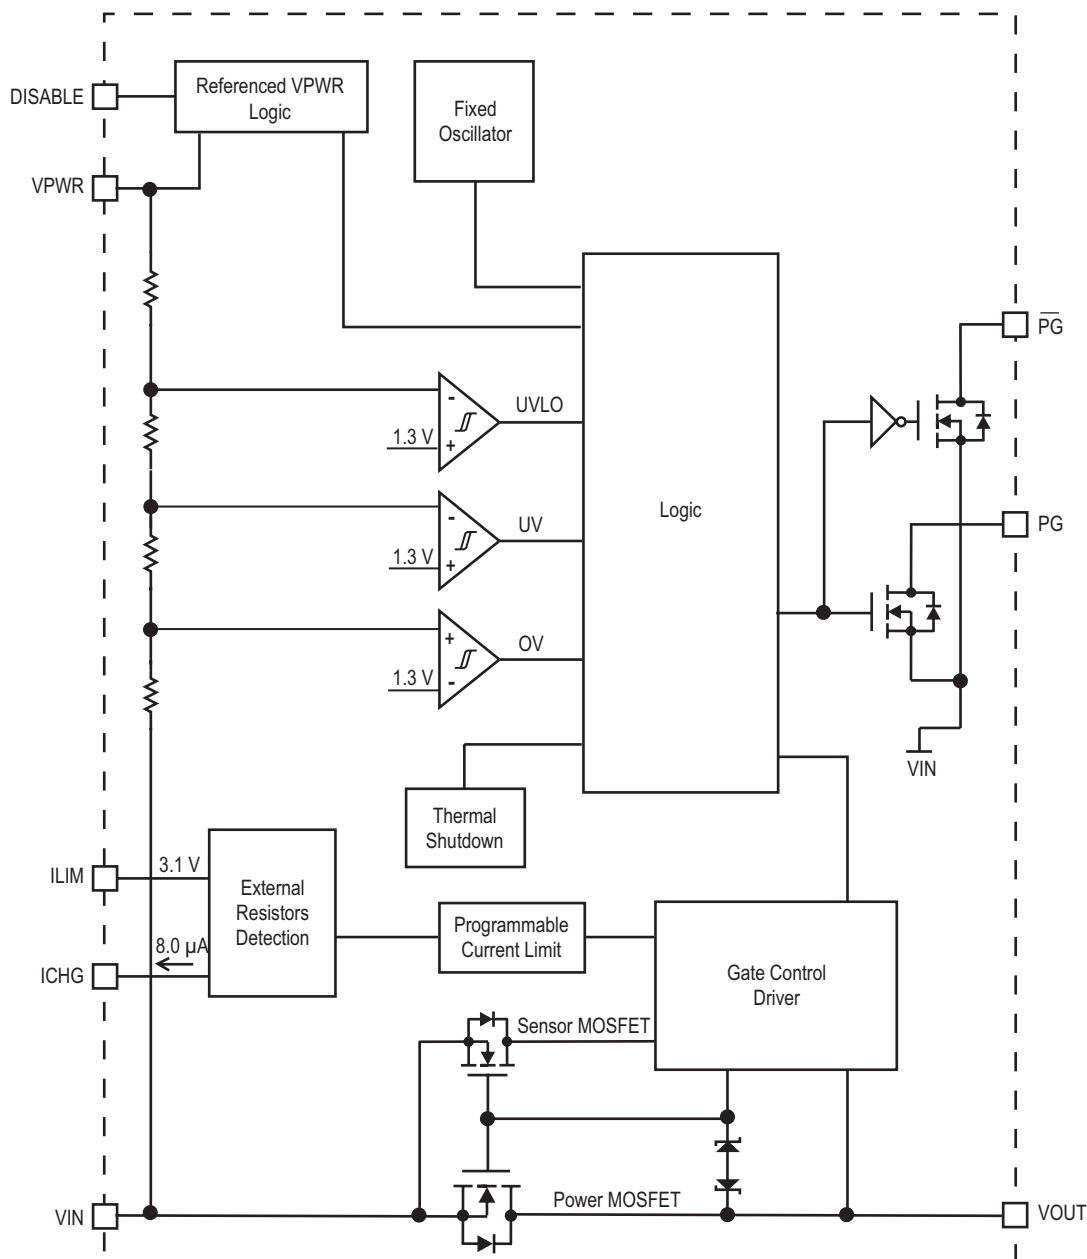 DISABLE
Referenced VPWR
Logic
Fixed
Oscillator
VPWR
PG
UVLO
-
1.3 V
+
Logic
PG
UV
-
1.3 V
+
OV
+
1.3 V
-
VIN
Thermal
Shutdown
ILIM
3.1 V
External
Resistors
Detection
8.0 µA
ICHG
Programmable
Current Limit
Gate Control
Driver
Sensor MOSFET
Power MOSFET
VIN
VOUT